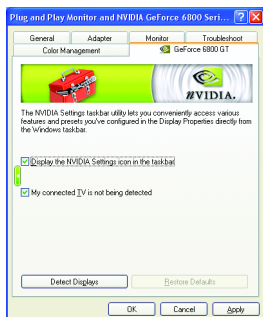 Plug and Play Monitor and NVIDIA GeForce 6800 Seri...
General Adapter Monitor Troubleshoot
Color Management GeForce 6800 GT
NVIDIA.
The NVIDIA Settings taskbar utility lets you conveniently access various
features and presets you've configured in the Display Properties directly from
the Windows taskbar.
Display the NVIDIA Settings icon in the taskbar
My connected TV is not being detected
Detect Displays Restore Defaults
OK Cancel Apply